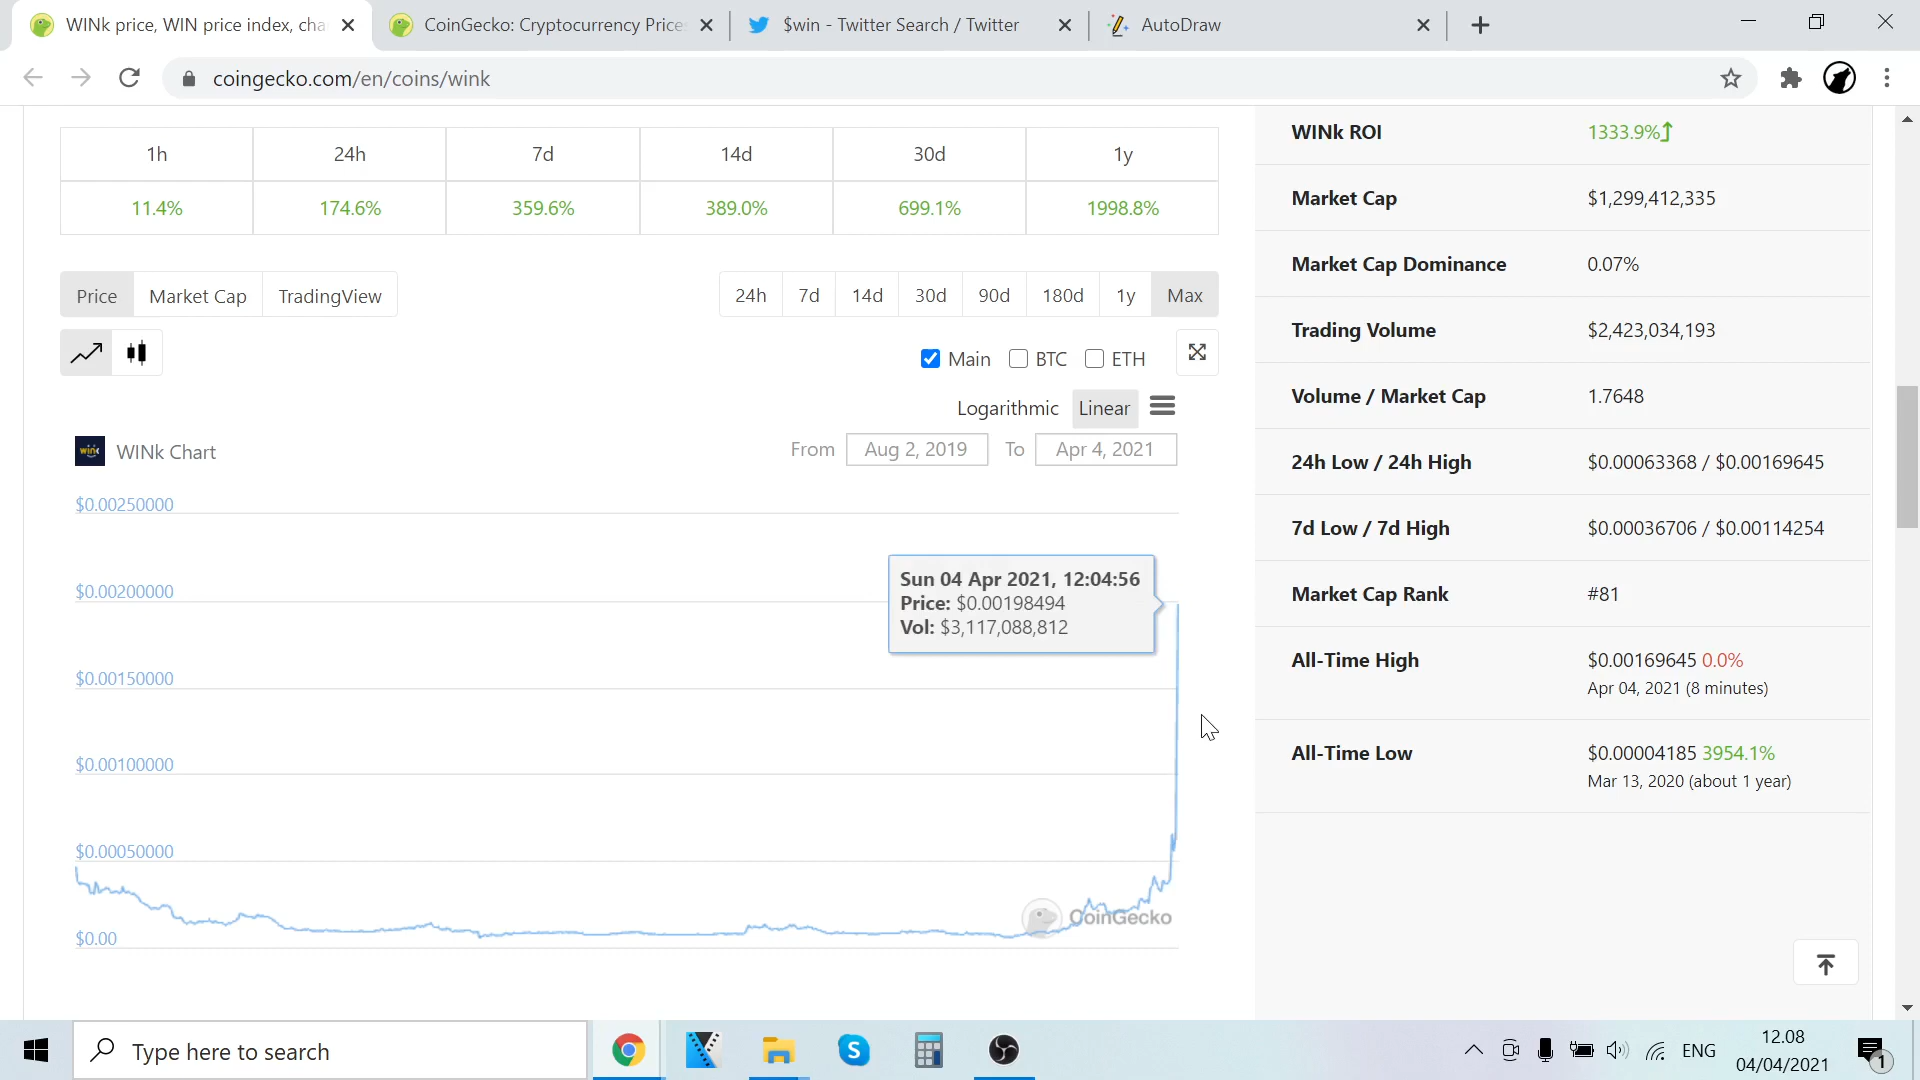 WINk price, WIN price index, cha
CoinGecko: Cryptocurrency Price
$win - Twitter Search / Twitter
AutoDraw
coingecko.com/en/coins/wink
1h 24h 7d 14d 30d 1y
11.4% 174.6% 359.6% 389.0% 699.1% 1998.8%
Price Market Cap TradingView
24h 7d 14d 30d 90d 180d 1y Max
Main BTC ETH
Logarithmic Linear
WINk Chart
From Aug 2, 2019 To Apr 4, 2021
$0.00250000
$0.00200000
$0.00150000
$0.00100000
$0.00050000
$0.00
Sun 04 Apr 2021, 12:04:56
Price: $0.00198494
Vol: $3,117,088,812
CoinGecko
WINk ROI 1333.9%
Market Cap $1,299,412,335
Market Cap Dominance 0.07%
Trading Volume $2,423,034,193
Volume / Market Cap 1.7648
24h Low / 24h High $0.00063368 / $0.00169645
7d Low / 7d High $0.00036706 / $0.00114254
Market Cap Rank #81
All-Time High $0.00169645 0.0%
Apr 04, 2021 (8 minutes)
All-Time Low $0.00004185 3954.1%
Mar 13, 2020 (about 1 year)
Type here to search
S
ENG
12.08
04/04/2021
1